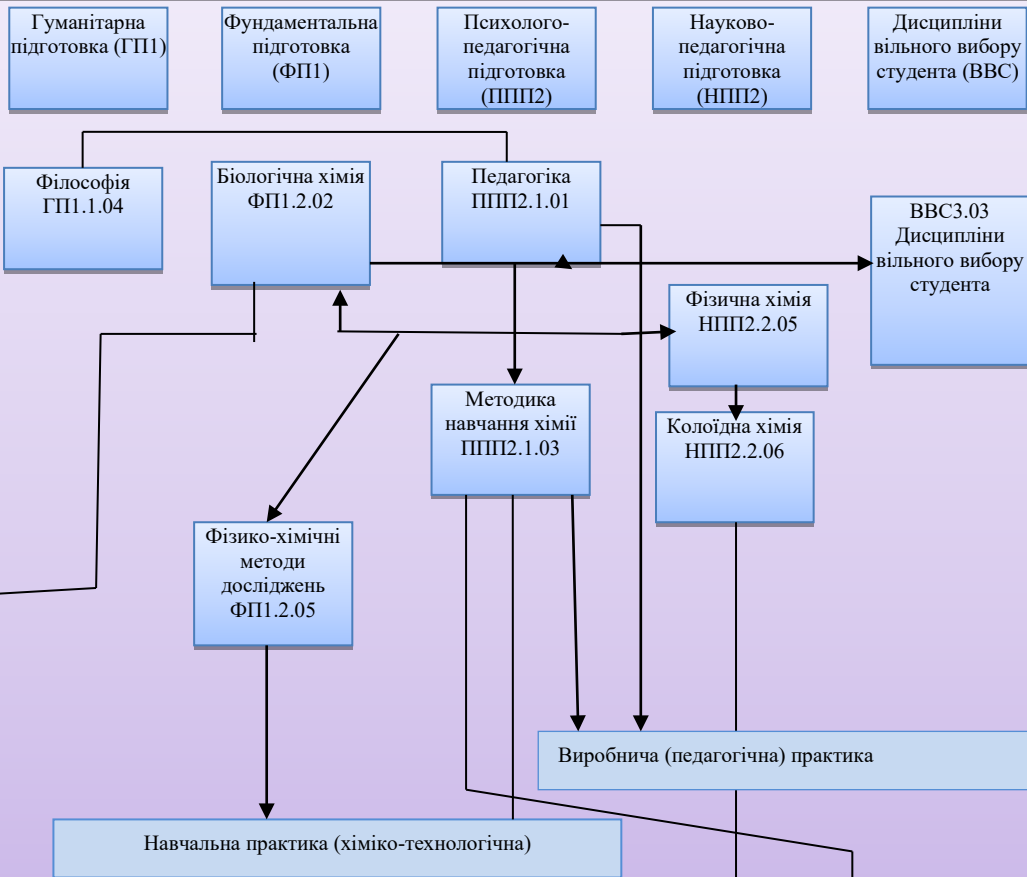 Гуманітарна
підготовка (ГП1)
Фундаментальна
підготовка
(ФП1)
Психолого-
педагогічна
підготовка
(ППП2)
Науково-
педагогічна
підготовка
(НПП2)
Дисципліни
вільного вибору
студента (ВВС)
Філософія
ГП1.1.04
Біологічна хімія
ФП1.2.02
Педагогіка
ППП2.1.01
ВВС3.03
Дисципліни
вільного вибору
студента
Фізична хімія
НПП2.2.05
Методика
навчання хімії
ППП2.1.03
Колоїдна хімія
НПП2.2.06
Фізико-хімічні
методи
досліджень
ФП1.2.05
Виробнича (педагогічна) практика
Навчальна практика (хіміко-технологічна)